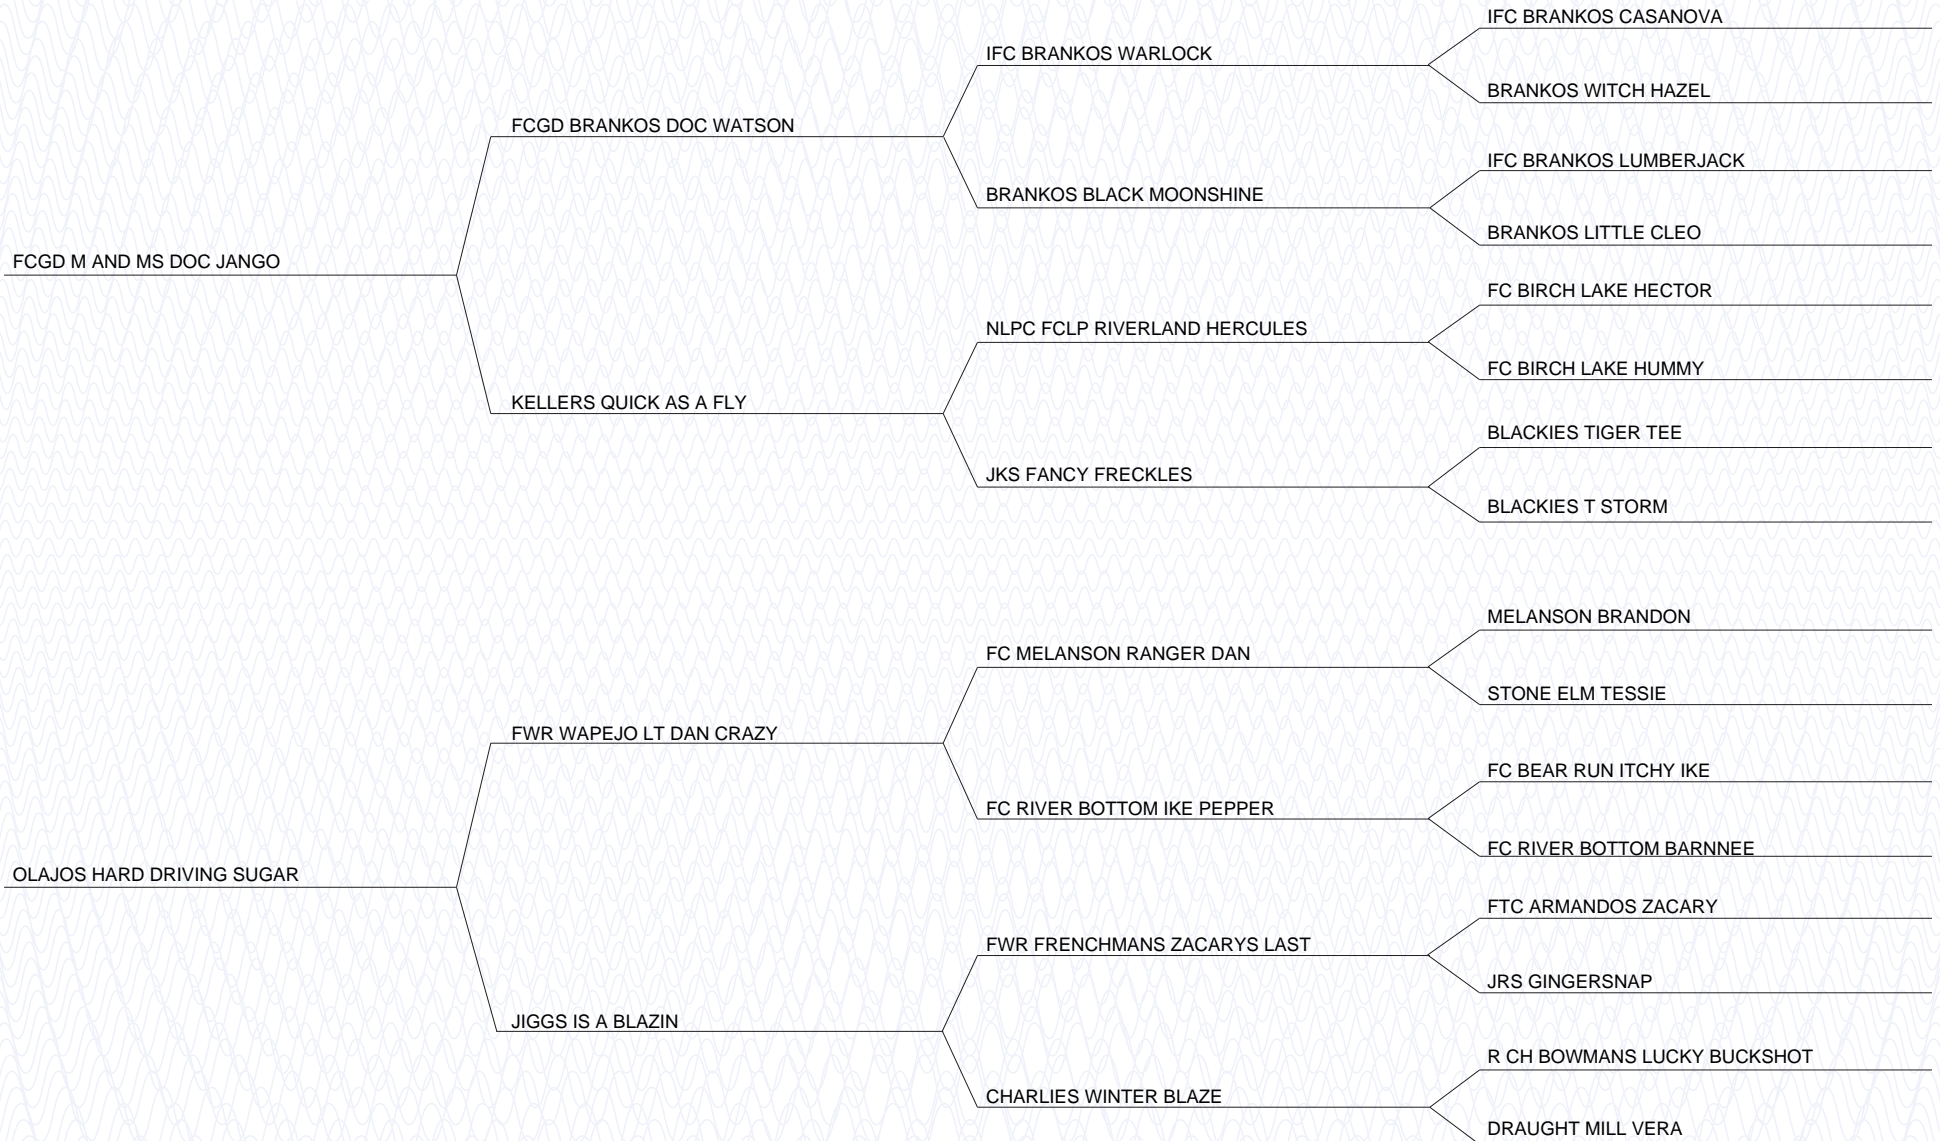 IFC BRANKOS CASANOVA
IFC BRANKOS WARLOCK
BRANKOS WITCH HAZEL
FCGD BRANKOS DOC WATSON
IFC BRANKOS LUMBERJACK
BRANKOS BLACK MOONSHINE
BRANKOS LITTLE CLEO
FCGD M AND MS DOC JANGO
FC BIRCH LAKE HECTOR
NLPC FCLP RIVERLAND HERCULES
FC BIRCH LAKE HUMMY
KELLERS QUICK AS A FLY
BLACKIES TIGER TEE
JKS FANCY FRECKLES
BLACKIES T STORM
MELANSON BRANDON
FC MELANSON RANGER DAN
STONE ELM TESSIE
FWR WAPEJO LT DAN CRAZY
FC BEAR RUN ITCHY IKE
FC RIVER BOTTOM IKE PEPPER
FC RIVER BOTTOM BARNNEE
OLAJOS HARD DRIVING SUGAR
FTC ARMANDOS ZACARY
FWR FRENCHMANS ZACARYS LAST
JRS GINGERSNAP
JIGGS IS A BLAZIN
R CH BOWMANS LUCKY BUCKSHOT
CHARLIES WINTER BLAZE
DRAUGHT MILL VERA